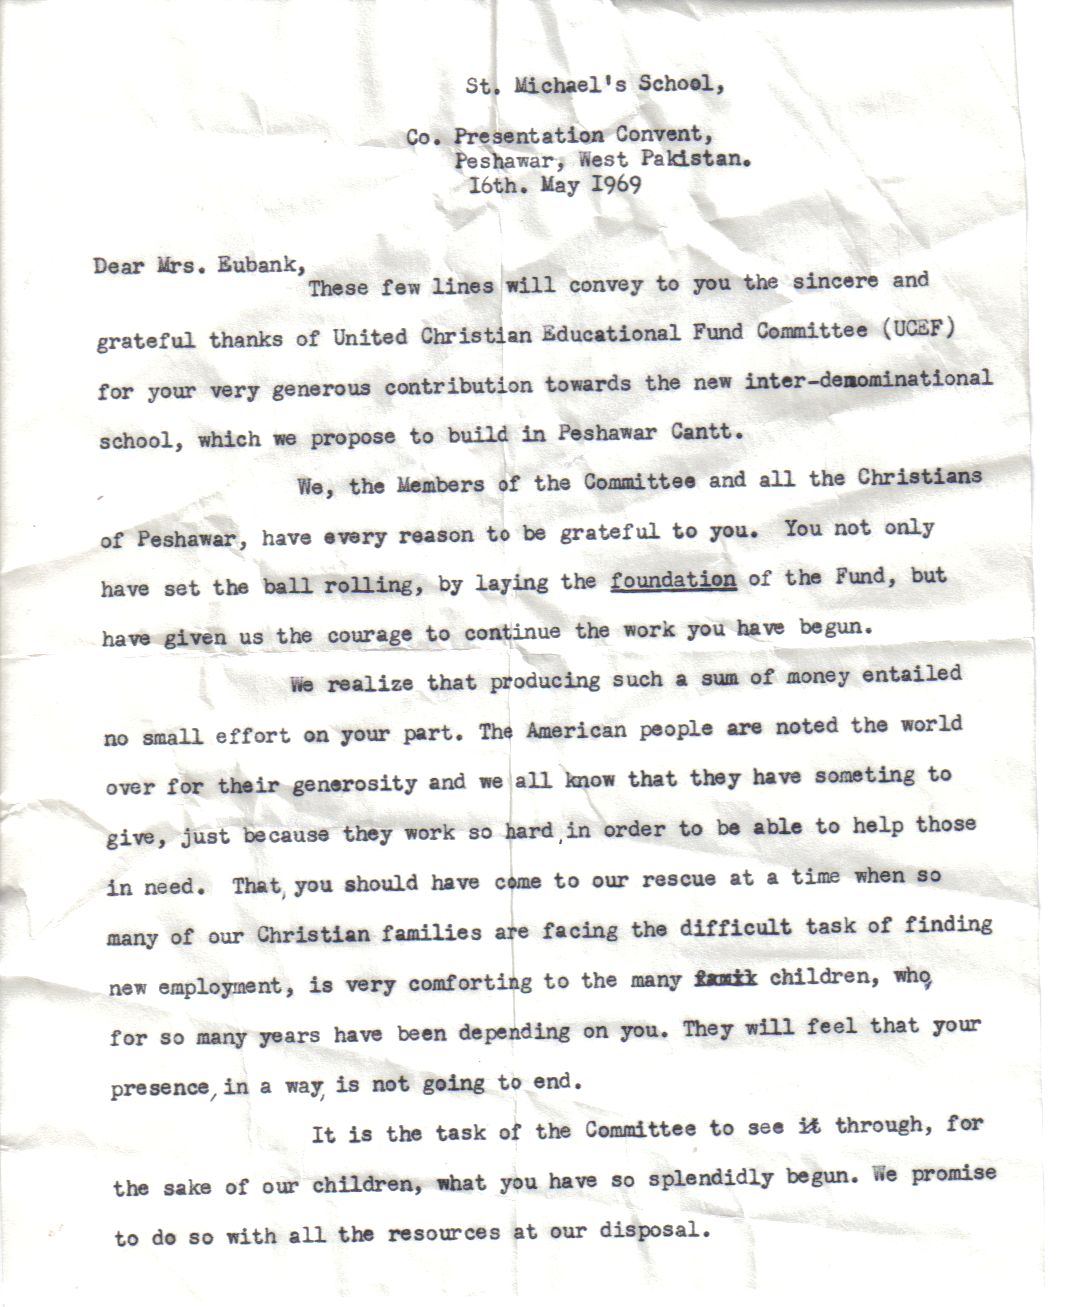 St. Michael's School,
Co. Presentation Convent,
Peshawar, West Pakistan.
I6th. May I969
Dear Mrs. Eubank,
These few lines will convey to you the sincere and
grateful thanks of United Christian Educational Fund Committee (UCEF)
for your very generous contribution towards the new inter-denominational
school, which we propose to build in Peshawar Cantt.
We, the Members of the Committee and all the Christians
of Peshawar, have every reason to be grateful to you. You not only
have set the ball rolling, by laying the foundation of the Fund, but
have given us the courage to continue the work you have begun.
We realize that producing such a sum of money entailed
no small effort on your part. The American people are noted the world
over for their generosity and we all know that they have someting to
give, just because they work so hard, in order to be able to help those
in need. That, you should have come to our rescue at a time when so
many of our Christian families are facing the difficult task of finding
new employment, is very comforting to the many children, who,
for so many years have been depending on you. They will feel that your
presence, in a way, is not going to end.
It is the task of the Committee to see it through, for
the sake of our children, what you have so splendidly begun. We promise
to do so with all the resources at our disposal.